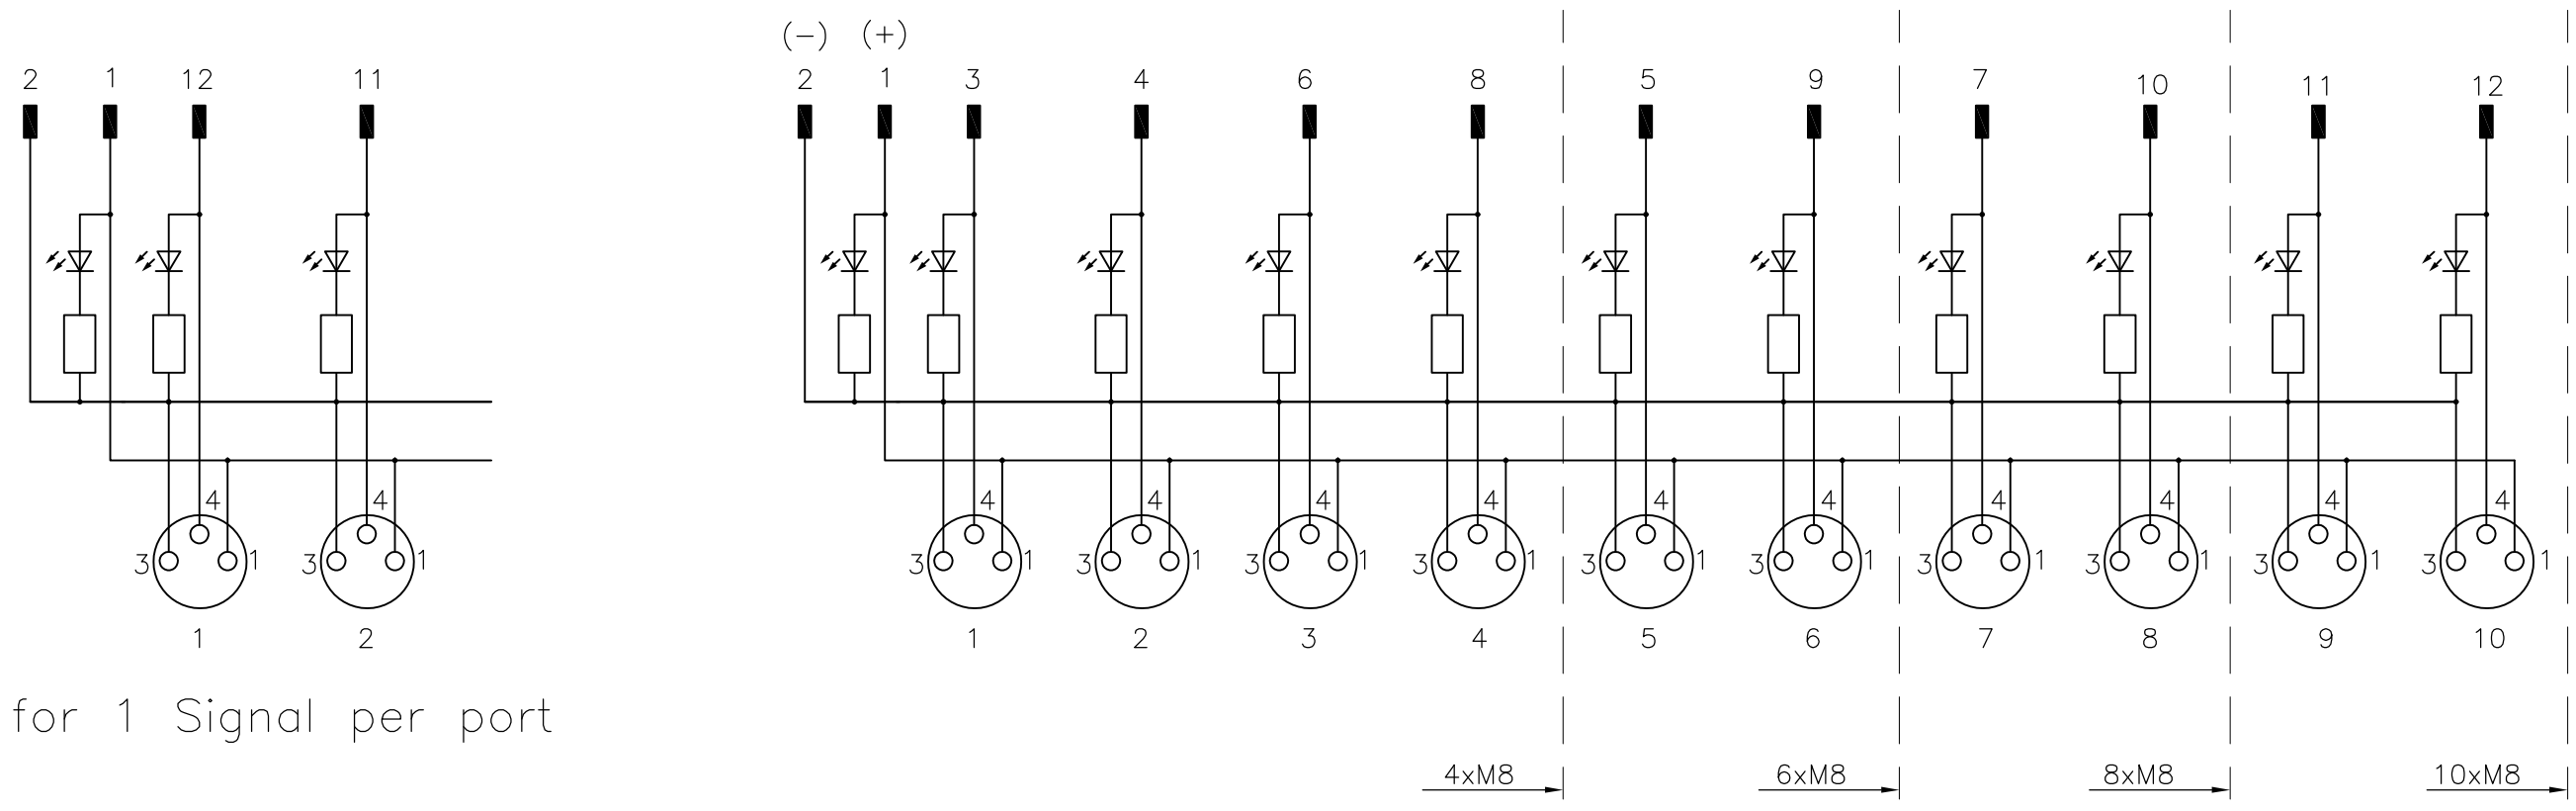 (-) (+)
2 1 12 11 2 1 3 4 6 8 5 9 7 10 11 12
4 4 4 4 4 4 4 4 4 4 4 4
3 1 3 1 3 1 3 1 3 1 3 1 3 1 3 1 3 1 3 1 3 1 3 1
1 2 1 2 3 4 5 6 7 8 9 10
for 1 Signal per port
4xM8 6xM8 8xM8 10xM8